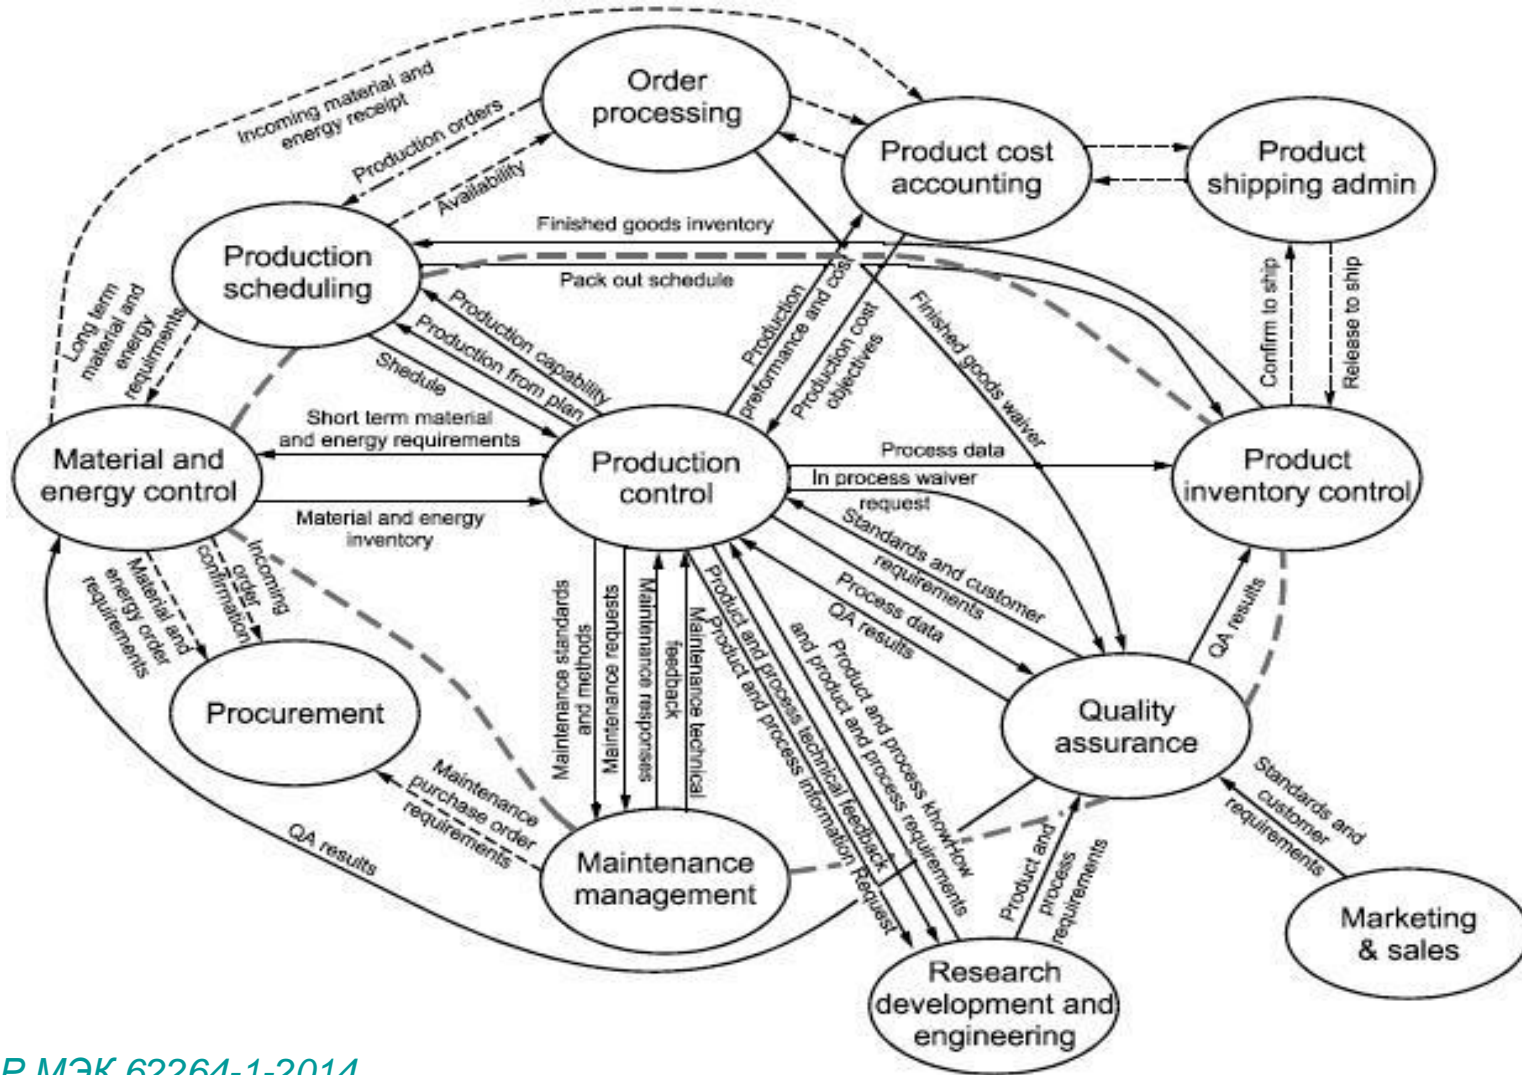 Order
processing
Product cost
accounting
Product
shipping admin
Incoming material and
energy receipt
Production orders
Availability
Production
scheduling
Finished goods inventory
Pack out schedule
Long term
material and
energy
requirments
Production capability
Production from plan
Shedule
Production
preformance and cost
Production cost
objectives
Finished goods waiver
Confirm to ship
Release to ship
Material and
energy control
Short term material
and energy requirements
Material and energy
inventory
Production
control
Process data
In process waiver
request
Product
inventory control
Standards and customer
requirements
Process data
QA results
QA results
Incoming
order
confirmation
Material and
energy order
requirements
Procurement
Maintenance standards
and methods
Maintenance requests
Maintenance responses
Maintenance technical
feedback
Product and process technical feedback
Product and process information Request
Product and process khowHow
and product and process requirements
Quality
assurance
Maintenance
purchase order
requirements
QA results
Maintenance
management
Product and
process
requirements
Standards and
customer
requirements
Marketing
& sales
Research
development and
engineering
Р МЭК 62264-1-2014